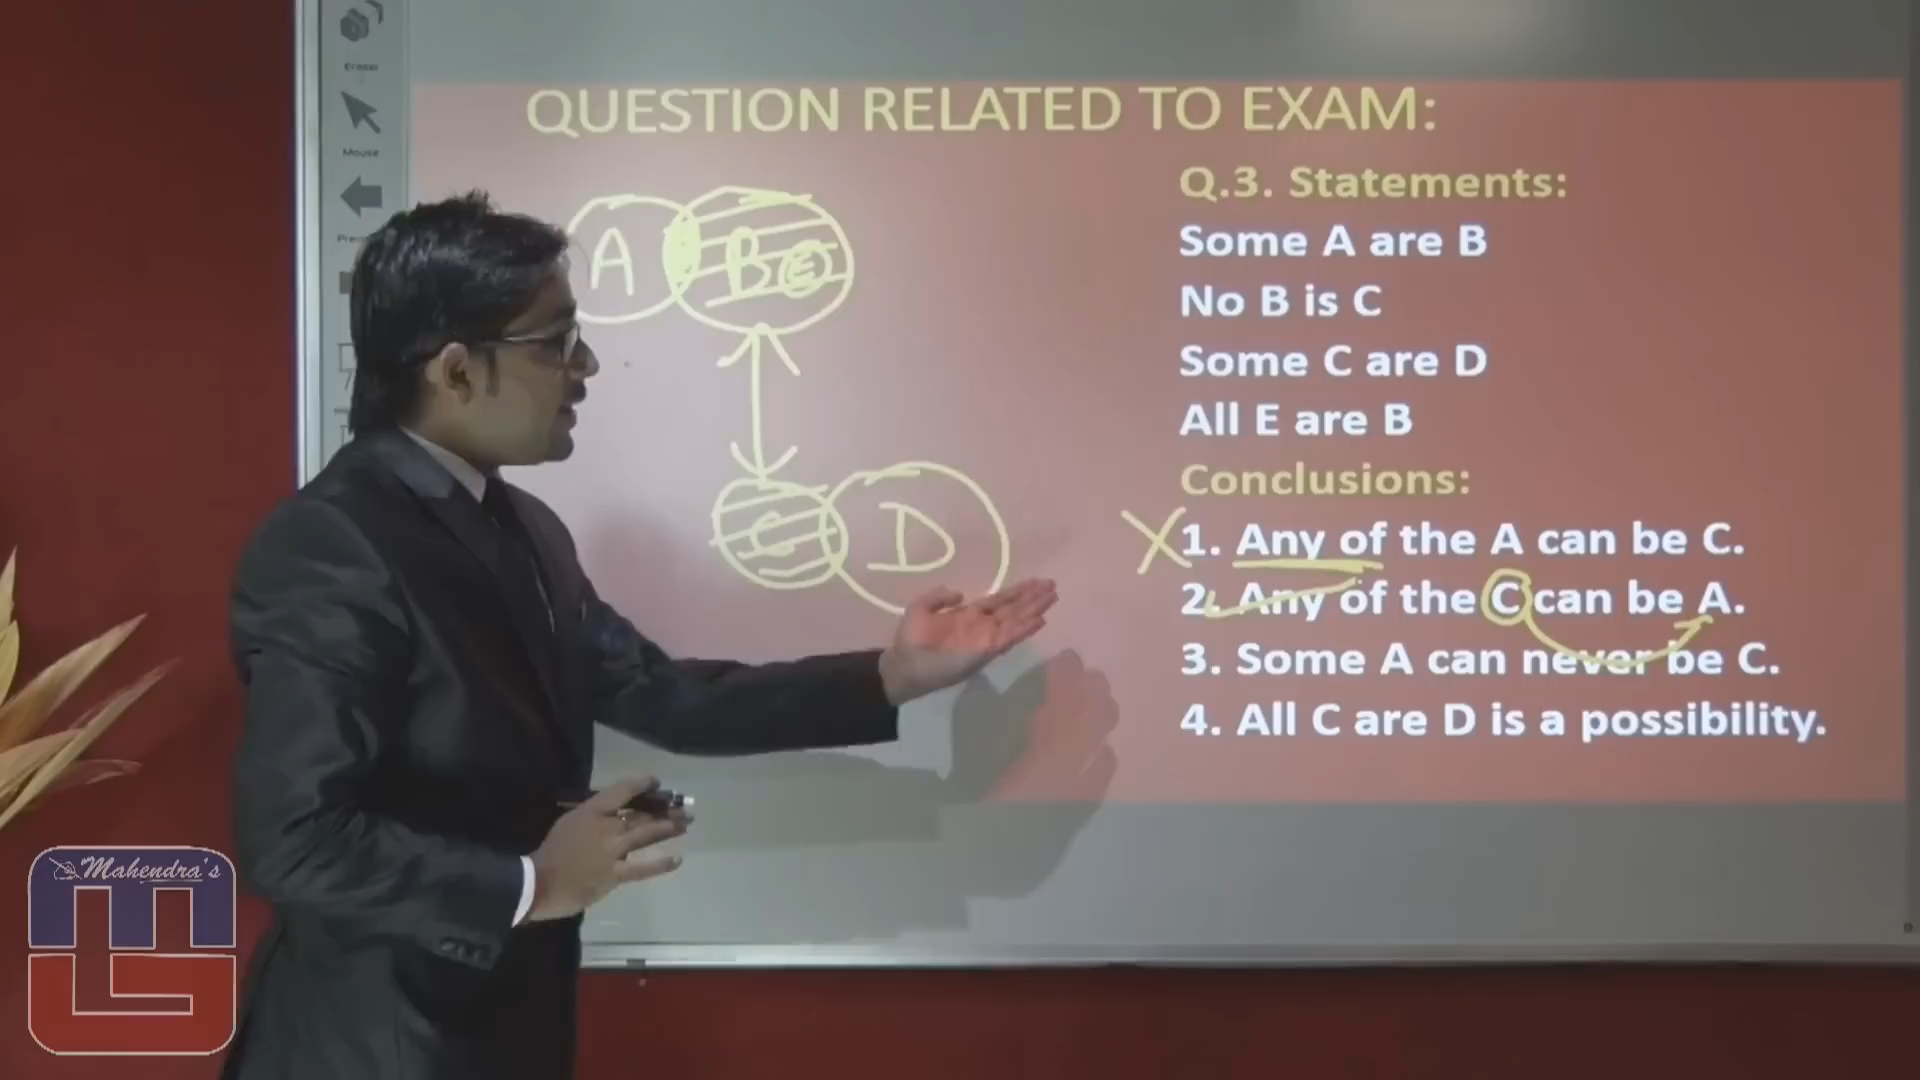 Eraser
Mouse
QUESTION RELATED TO EXAM:
A B E
C D
Q.3. Statements:
Some A are B
No B is C
Some C are D
All E are B
Conclusions:
X 1. Any of the A can be C.
2. Any of the C can be A.
3. Some A can never be C.
4. All C are D is a possibility.
Mahendra's